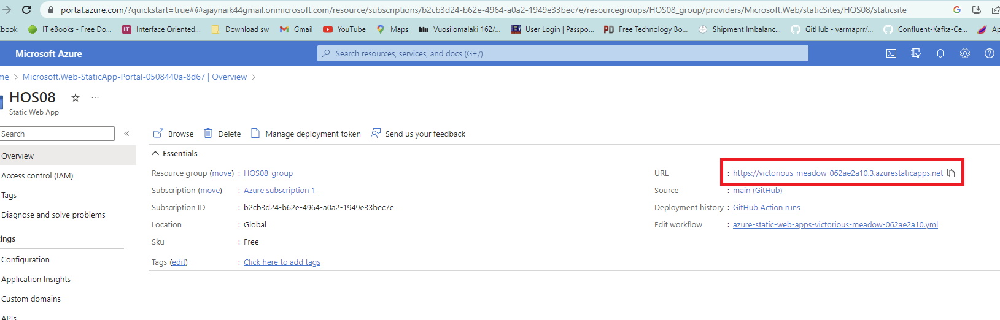 portal.azure.com/?quickstart=true#@ajaynaik44gmail.onmicrosoft.com/resource/subscriptions/b2cb3d24-b62e-4964-a0a2-1949e33bec7e/resourcegroups/HOS08_group/providers/Microsoft.Web/staticSites/HOS08/staticsite
book IT eBooks - Free Do... Interface Oriented... Download sw Gmail YouTube Maps Vuosilomalaki 162/... User Login | Passpo... Free Technology Bo... Shipment Imbalanc... GitHub - varmaprr/... Confluent-Kafka-Ce... Ap
Microsoft Azure Search resources, services, and docs (G+/)
me > Microsoft.Web-StaticApp-Portal-0508440a-8d67 | Overview >
HOS08 ...
Static Web App
Search «
Browse Delete Manage deployment token Send us your feedback
Overview
Access control (IAM)
Tags
Diagnose and solve problems
ings
Configuration
Application Insights
Custom domains
APIs
Essentials
Resource group (move) : HOS08_group
Subscription (move) : Azure subscription 1
Subscription ID : b2cb3d24-b62e-4964-a0a2-1949e33bec7e
Location : Global
Sku : Free
Tags (edit) : Click here to add tags
URL : https://victorious-meadow-062ae2a10.3.azurestaticapps.net
Source : main (GitHub)
Deployment history : GitHub Action runs
Edit workflow : azure-static-web-apps-victorious-meadow-062ae2a10.yml